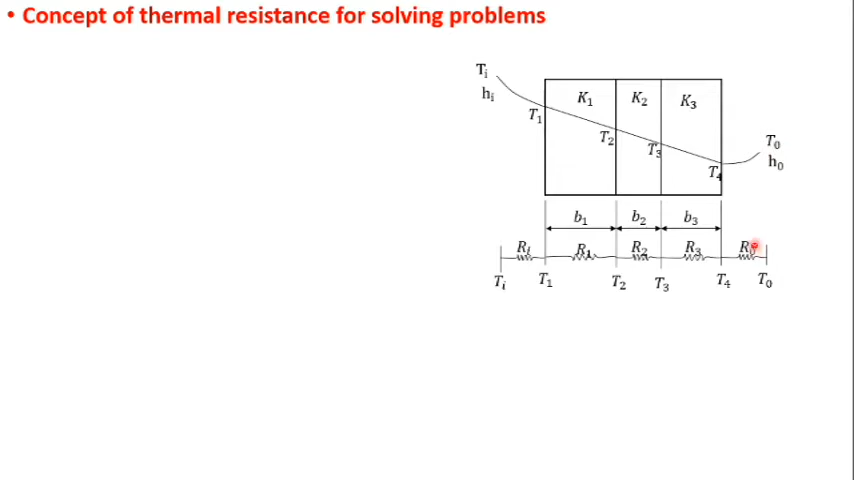 • Concept of thermal resistance for solving problems
Tᵢ
hᵢ
K₁ K₂ K₃
T₁
T₂
T₃
T₄
T₀
h₀
b₁ b₂ b₃
Rᵢ R₁ R₂ R₃
Tᵢ T₁ T₂ T₃ T₄ T₀